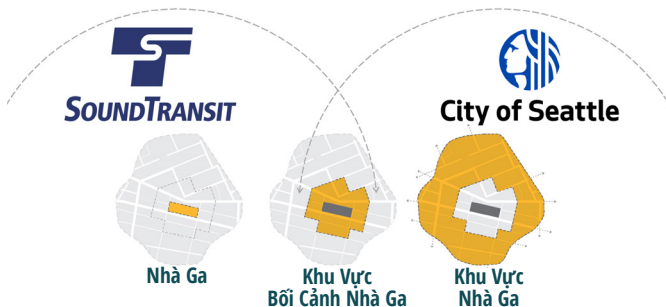 SOUNDTRANSIT
City of Seattle
Nhà Ga
Khu Vực
Bối Cảnh Nhà Ga
Khu Vực
Nhà Ga